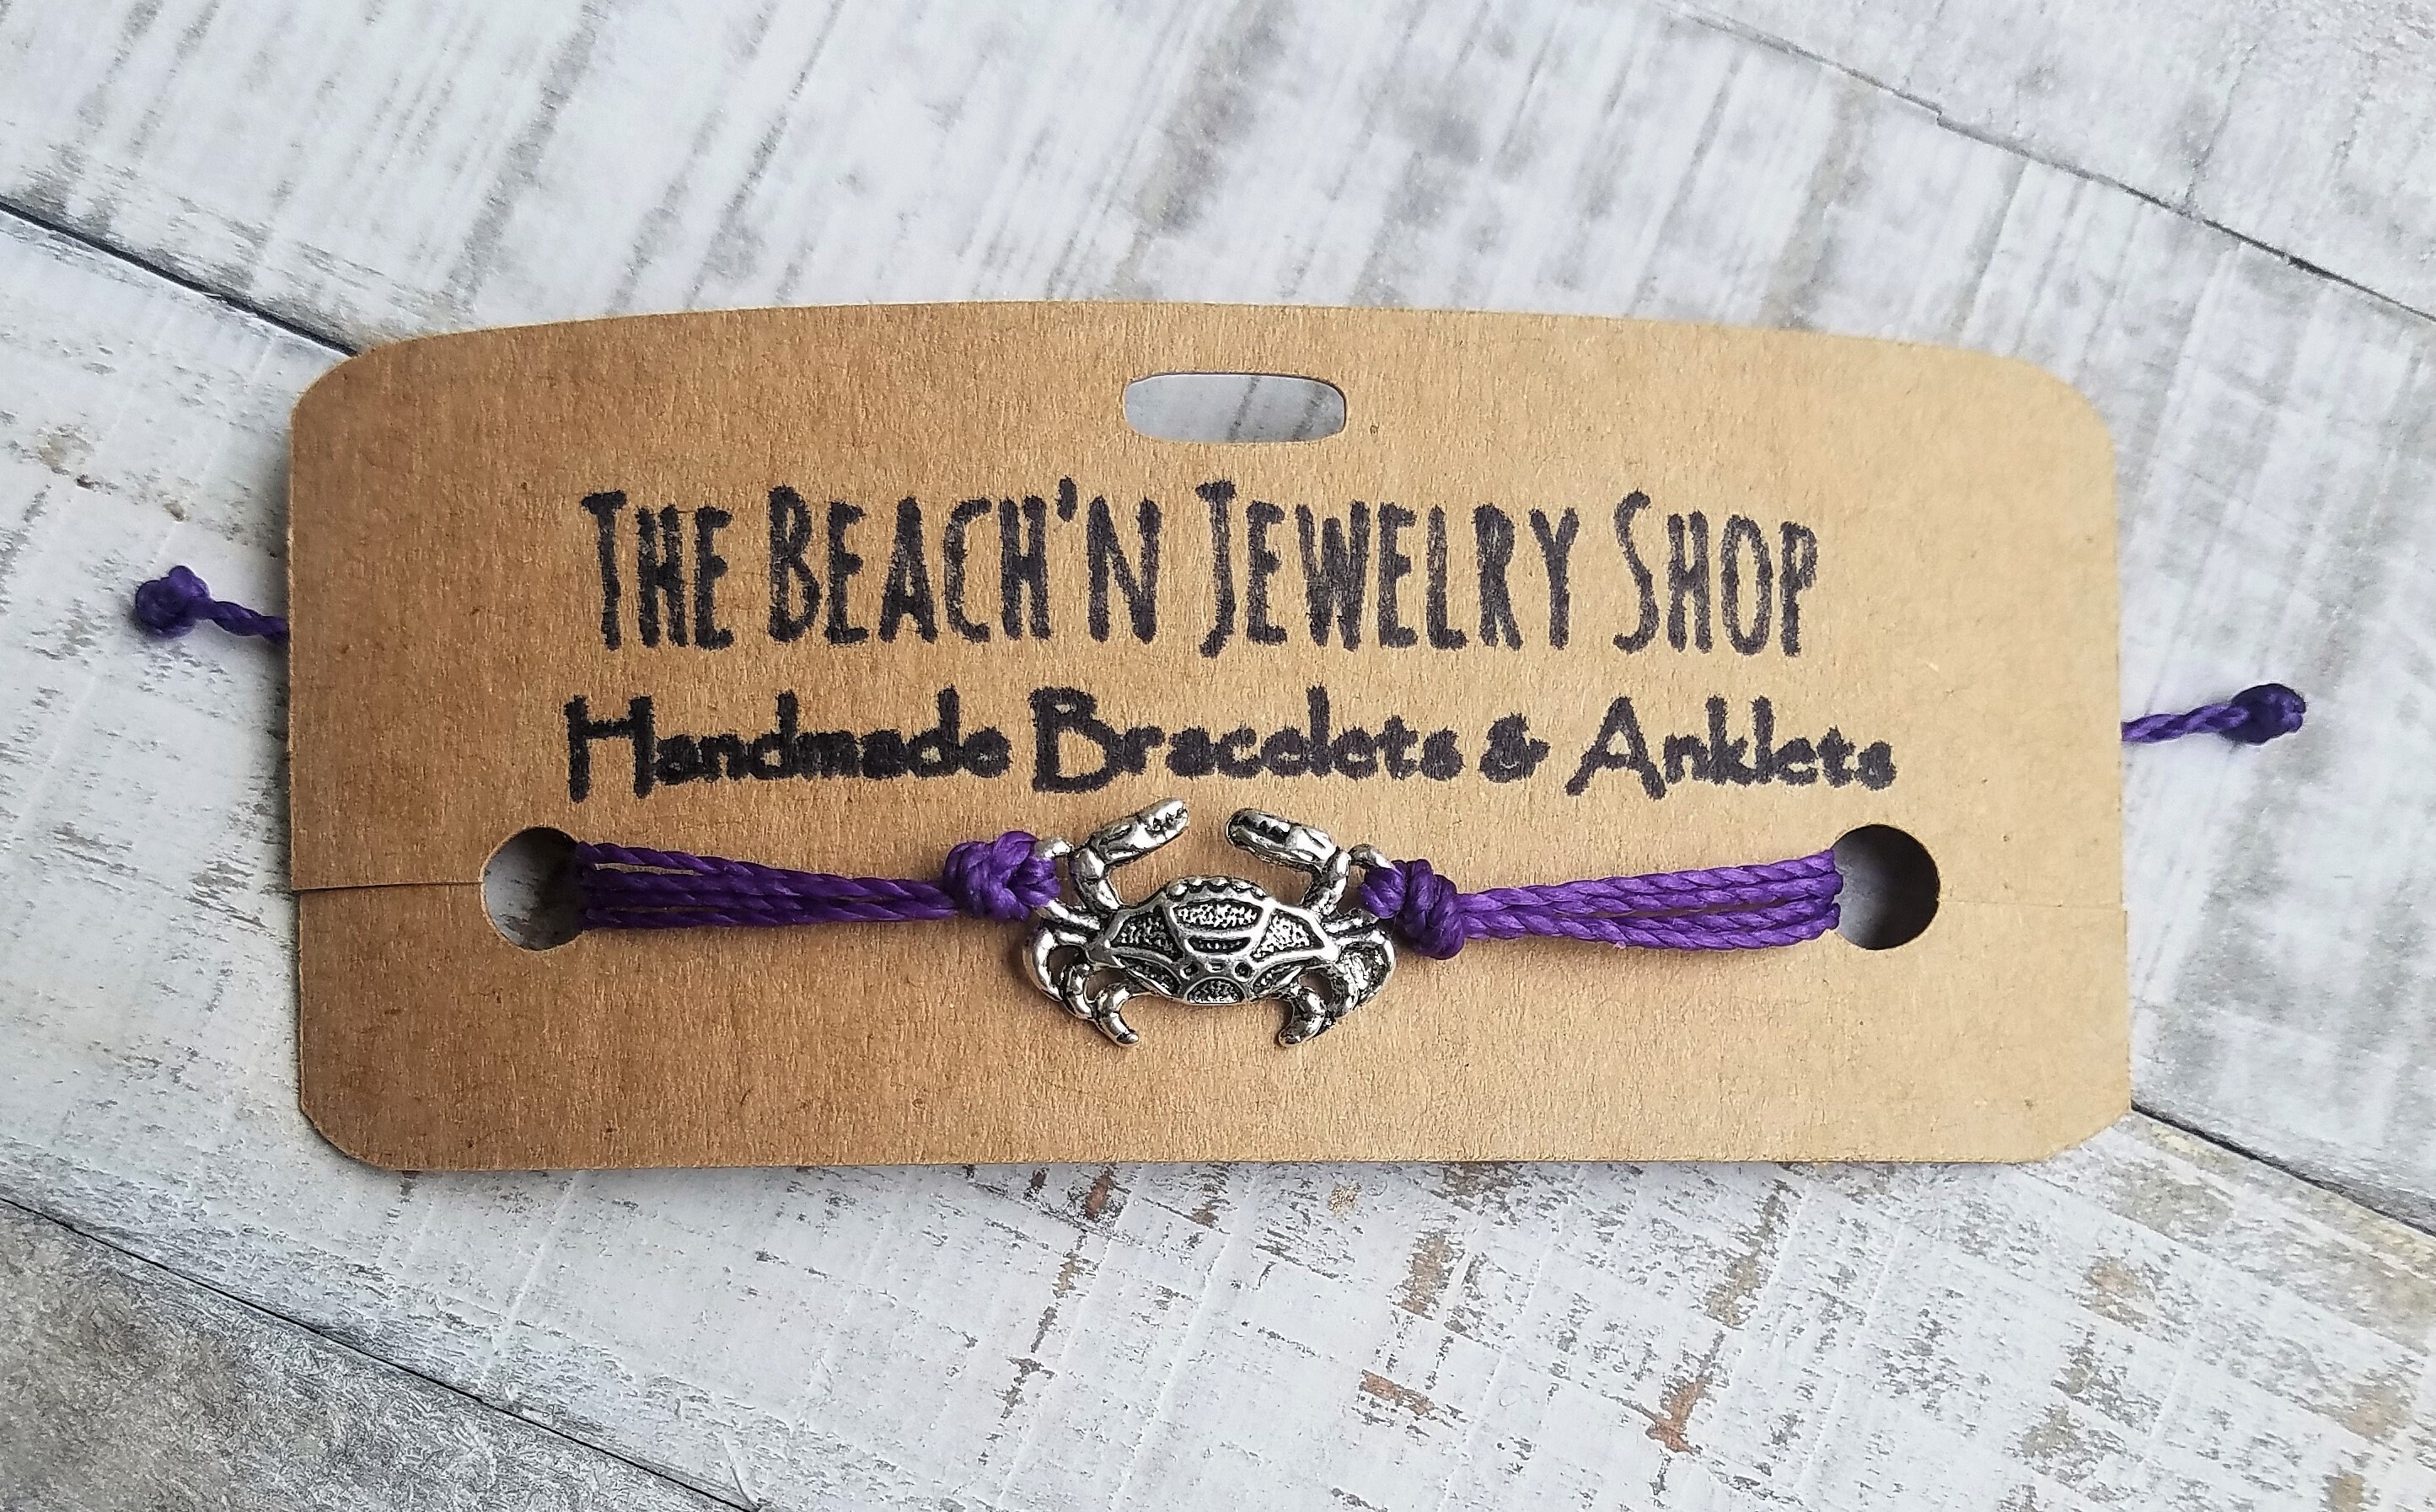 THE BEACH'N JEWELRY SHOP
Handmade Bracelets & Anklets